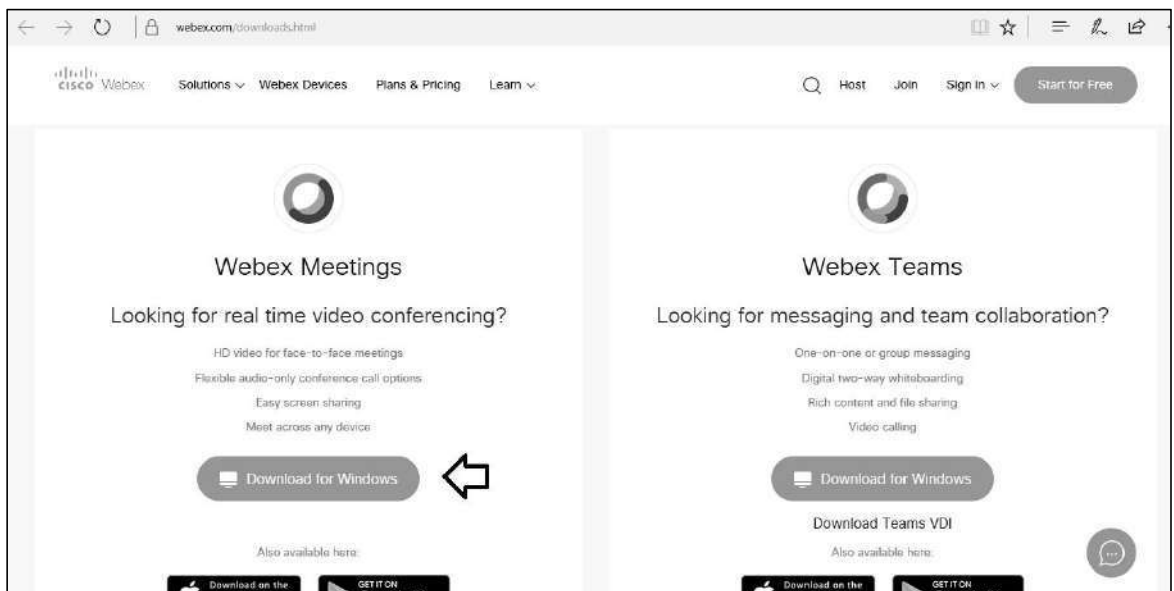 webex.com/downloads.html
cisco Webex Solutions Webex Devices Plans & Pricing Learn Host Join Sign in Start for Free
Webex Meetings
Looking for real time video conferencing?
HD video for face-to-face meetings
Flexible audio-only conference call options
Easy screen sharing
Meet across any device
Download for Windows
Also available here:
Download on the
GET IT ON
Webex Teams
Looking for messaging and team collaboration?
One-on-one or group messaging
Digital two-way whiteboarding
Rich content and file sharing
Video calling
Download for Windows
Download Teams VDI
Also available here:
Download on the
GET IT ON